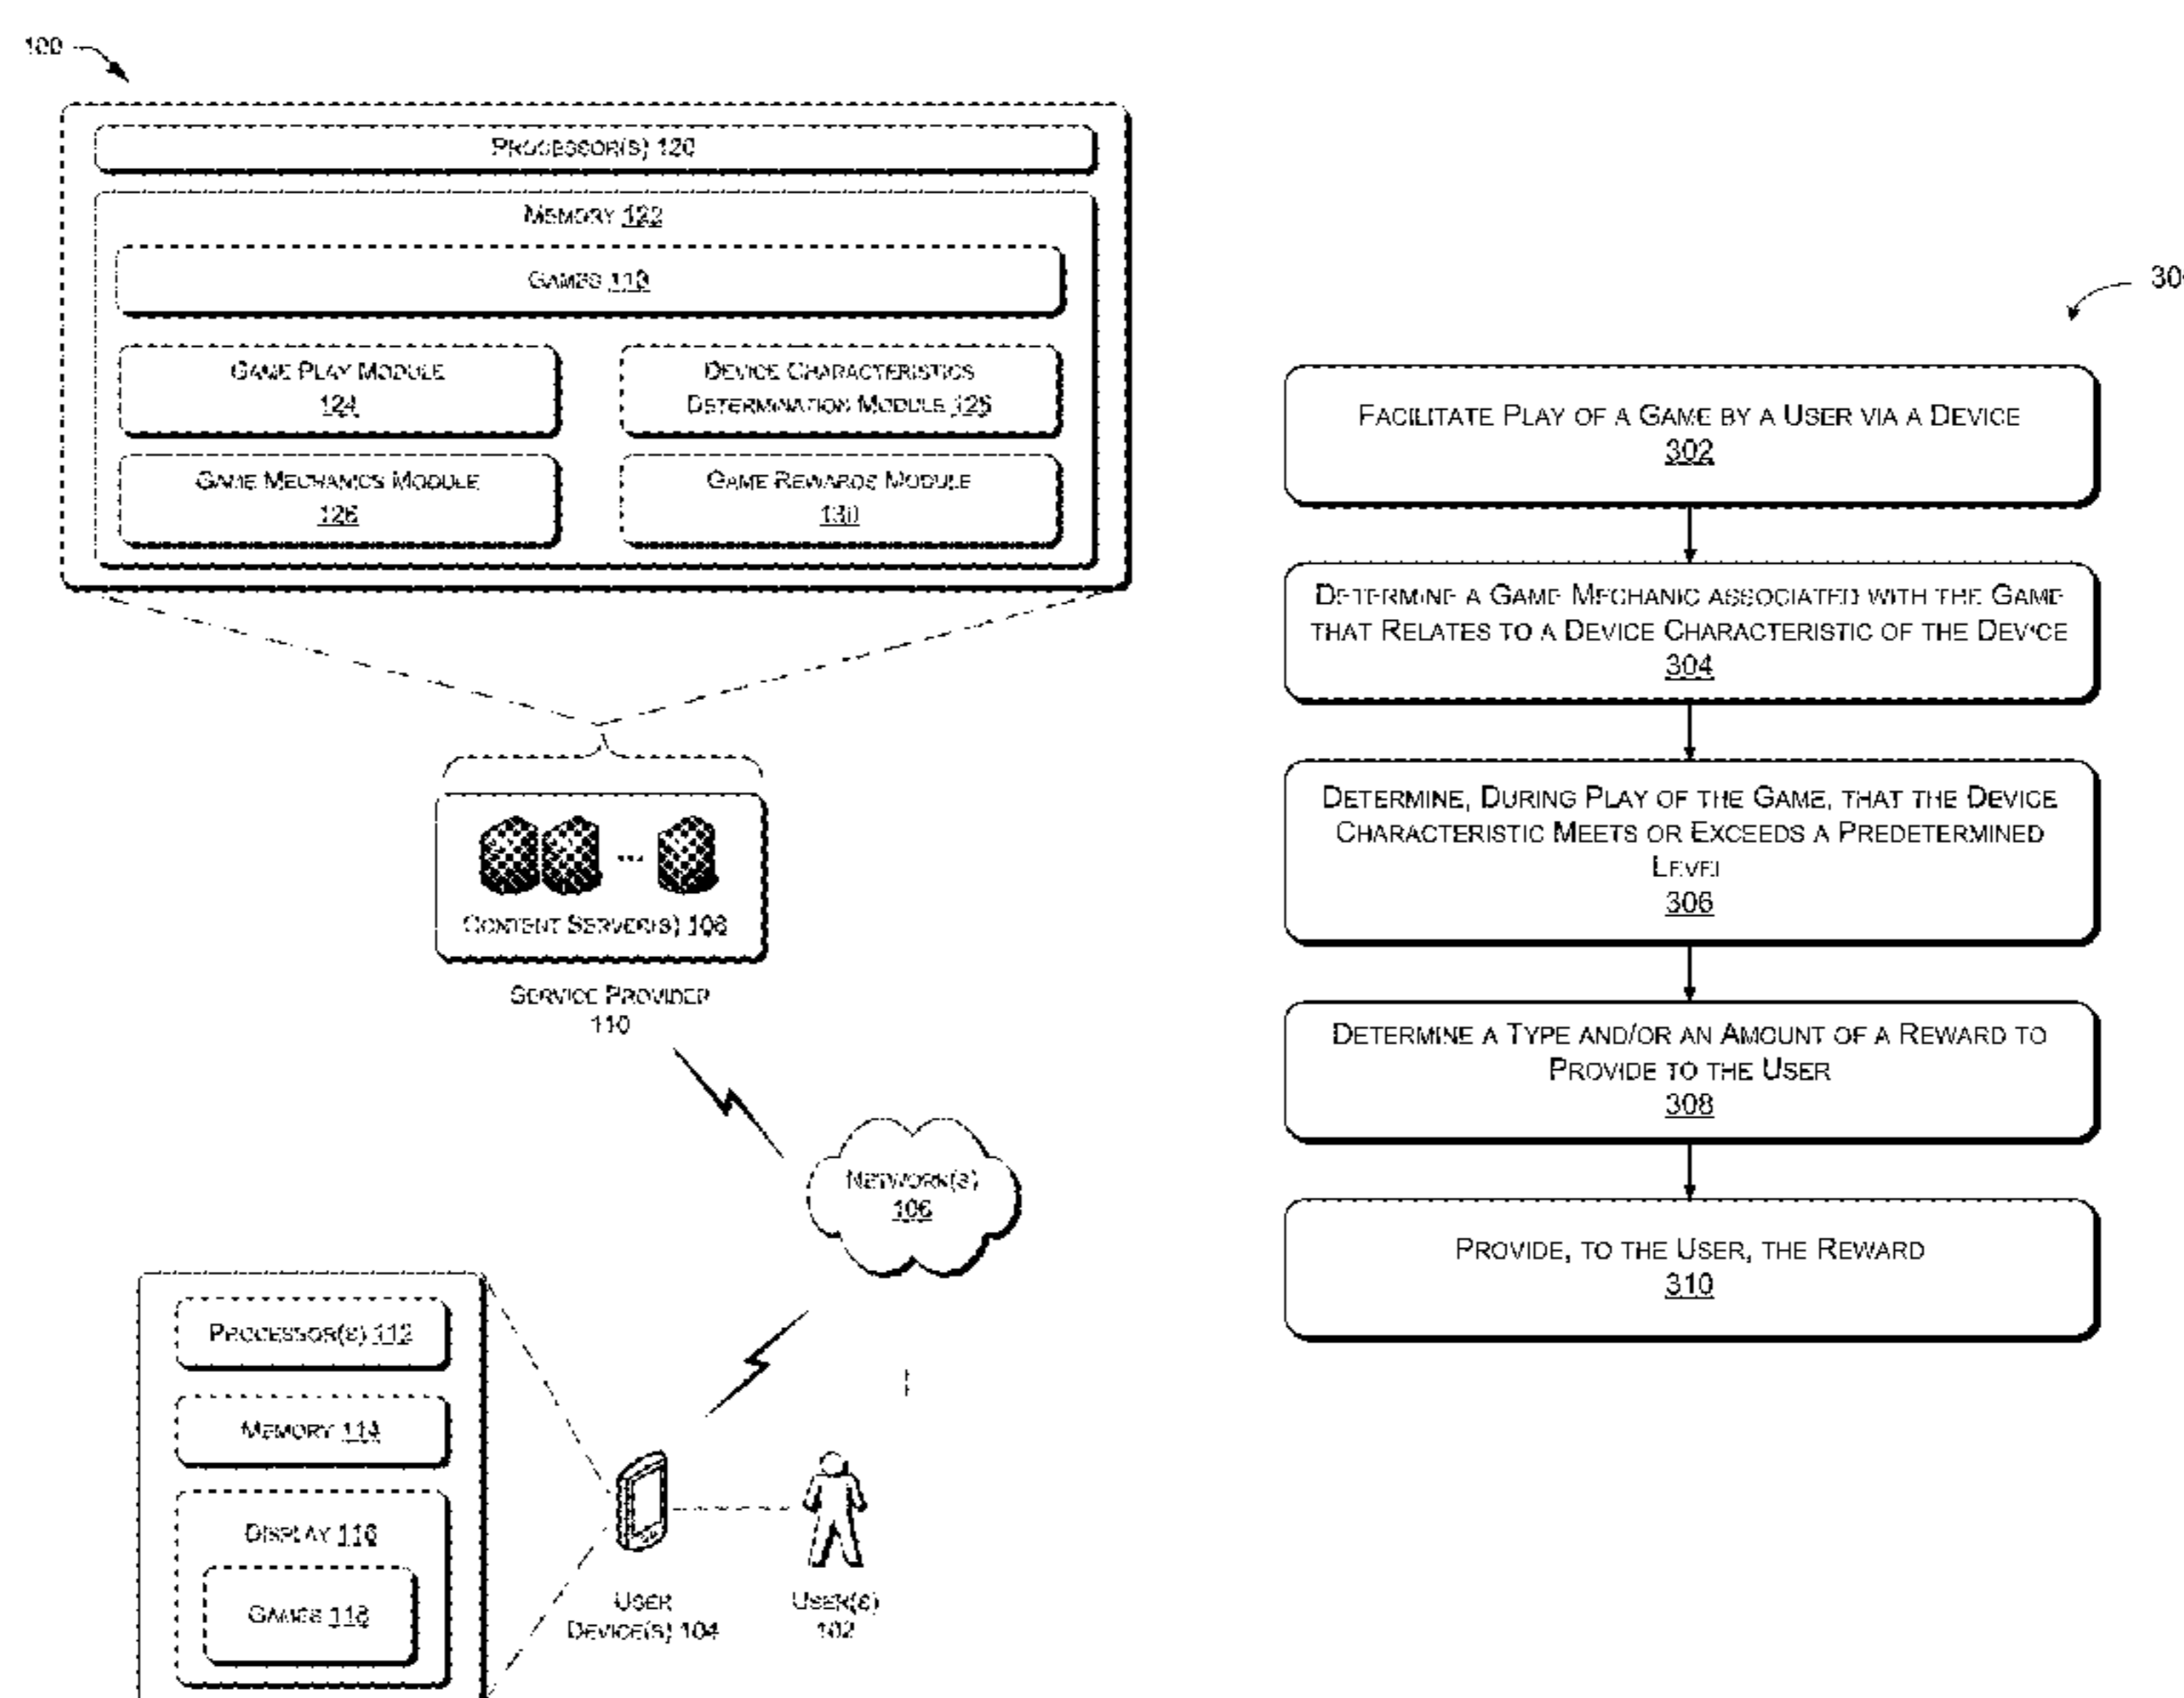 100
PROCESSOR(S) 120
MEMORY 122
GAMES 118
GAME PLAY MODULE
124
DEVICE CHARACTERISTICS
DETERMINATION MODULE
GAME MECHANICS MODULE
GAME REWARDS MODULE
130
CONTENT SERVER(S) 108
SERVICE PROVIDER
110
NETWORK(S)
106
PROCESSOR(S) 112
MEMORY 114
DISPLAY 116
GAMES 118
USER
DEVICE(S) 104
USER(S)
102
30
FACILITATE PLAY OF A GAME BY A USER VIA A DEVICE
302
DETERMINE A GAME MECHANIC ASSOCIATED WITH THE GAME
THAT RELATES TO A DEVICE CHARACTERISTIC OF THE DEVICE
304
DETERMINE, DURING PLAY OF THE GAME, THAT THE DEVICE
CHARACTERISTIC MEETS OR EXCEEDS A PREDETERMINED
LEVEL
306
DETERMINE A TYPE AND/OR AN AMOUNT OF A REWARD TO
PROVIDE TO THE USER
308
PROVIDE, TO THE USER, THE REWARD
310